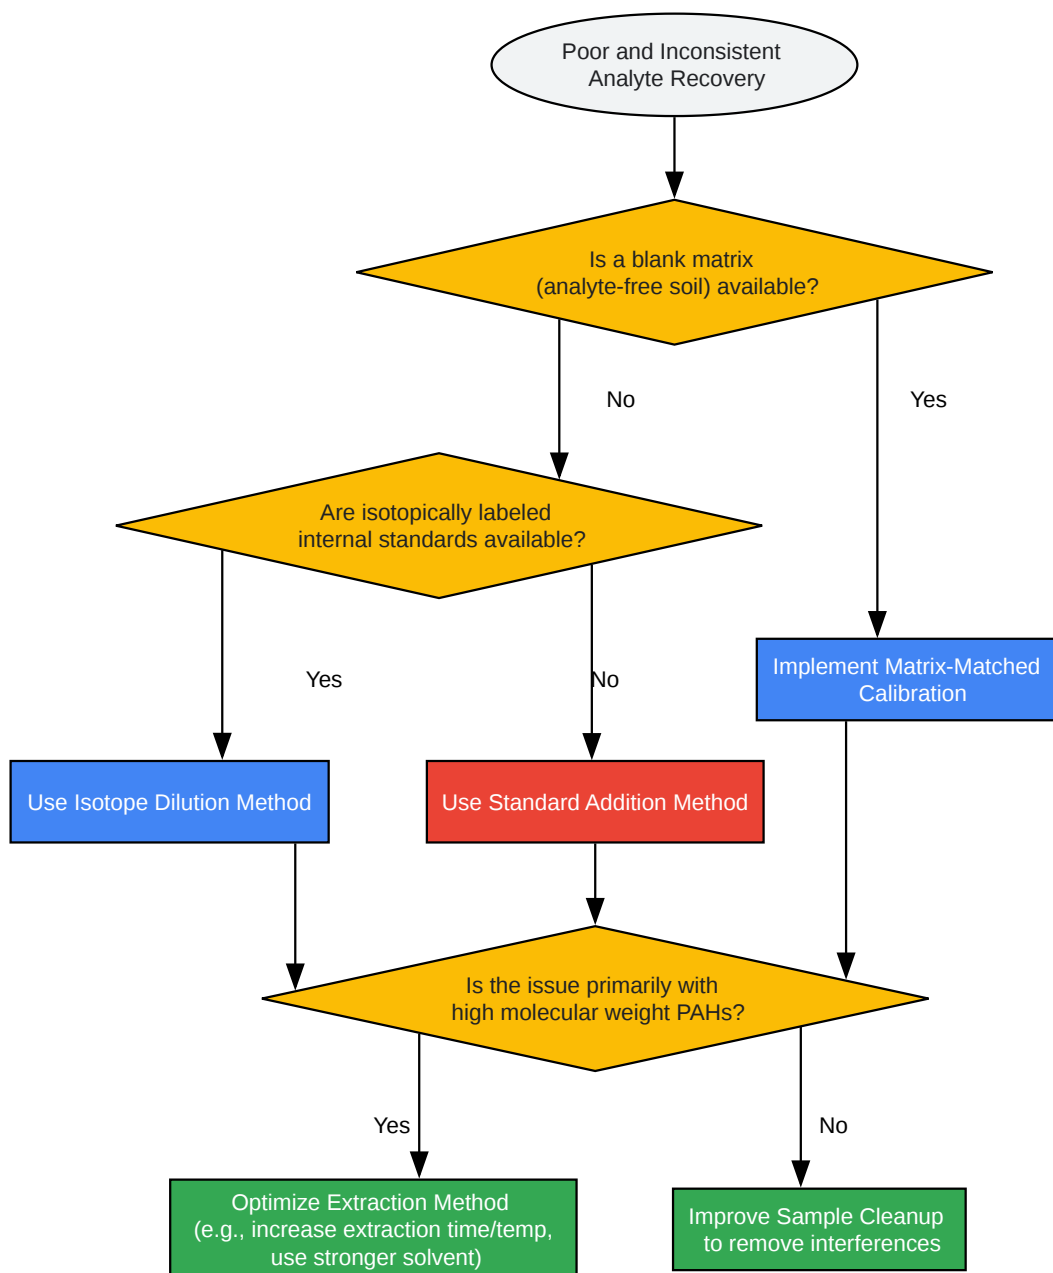 Poor and Inconsistent
Analyte Recovery
Is a blank matrix
(analyte-free soil) available?
No
Yes
Are isotopically labeled
internal standards available?
Yes
No
Implement Matrix-Matched
Calibration
Use Isotope Dilution Method
Use Standard Addition Method
Is the issue primarily with
high molecular weight PAHs?
Yes
No
Optimize Extraction Method
(e.g., increase extraction time/temp,
use stronger solvent)
Improve Sample Cleanup
to remove interferences